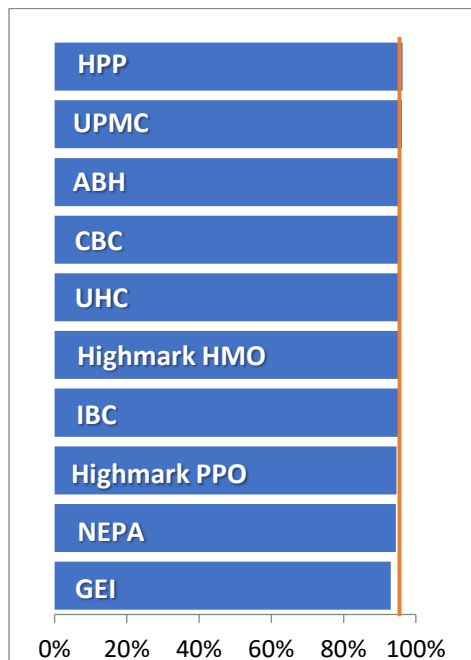 HPP
UPMC
ABH
CBC
UHC
Highmark HMO
IBC
Highmark PPO
NEPA
GEI
0% 20% 40% 60% 80% 100%